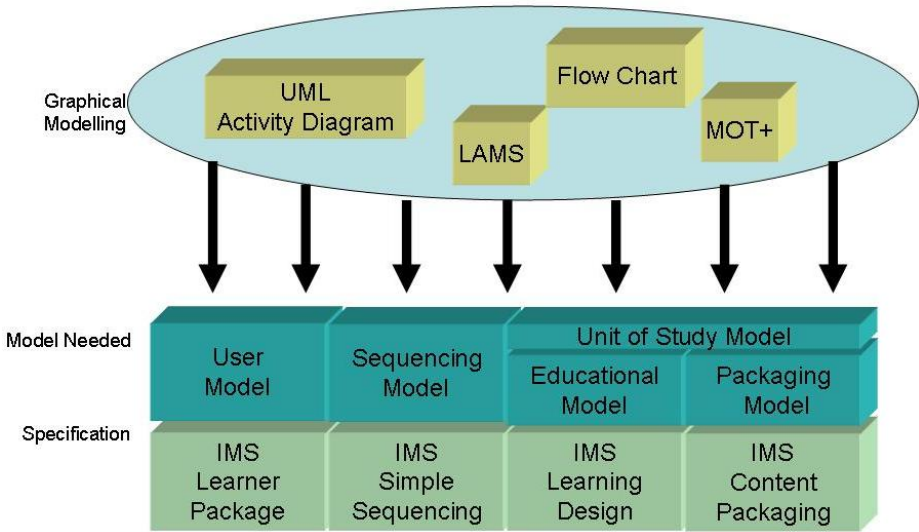 Graphical
Modelling
UML
Activity Diagram
LAMS
Flow Chart
MOT+
Model Needed
User
Model
Sequencing
Model
Unit of Study Model
Educational
Model
Packaging
Model
Specification
IMS
Learner
Package
IMS
Simple
Sequencing
IMS
Learning
Design
IMS
Content
Packaging